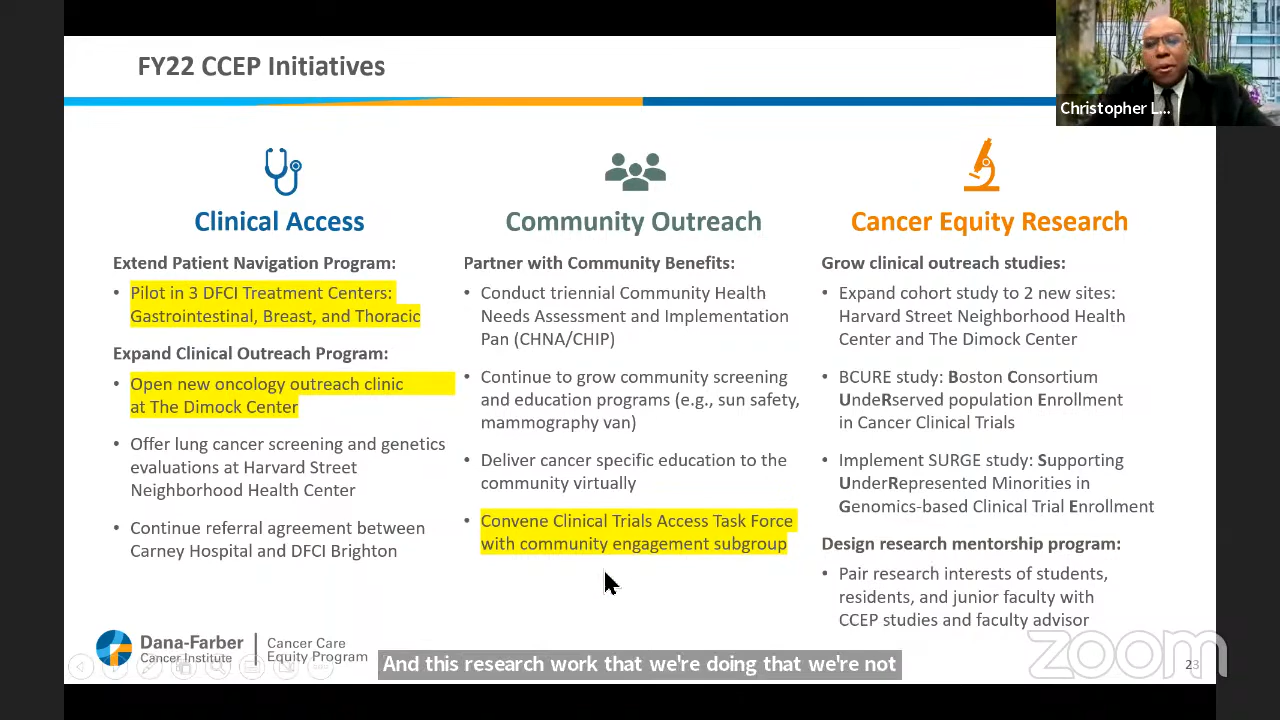 FY22 CCEP Initiatives
Christopher L...
Clinical Access
Extend Patient Navigation Program:
• Pilot in 3 DFCI Treatment Centers:
Gastrointestinal, Breast, and Thoracic
Expand Clinical Outreach Program:
• Open new oncology outreach clinic
at The Dimock Center
• Offer lung cancer screening and genetics
evaluations at Harvard Street
Neighborhood Health Center
• Continue referral agreement between
Carney Hospital and DFCI Brighton
Community Outreach
Partner with Community Benefits:
• Conduct triennial Community Health
Needs Assessment and Implementation
Pan (CHNA/CHIP)
• Continue to grow community screening
and education programs (e.g., sun safety,
mammography van)
• Deliver cancer specific education to the
community virtually
• Convene Clinical Trials Access Task Force
with community engagement subgroup
Cancer Equity Research
Grow clinical outreach studies:
• Expand cohort study to 2 new sites:
Harvard Street Neighborhood Health
Center and The Dimock Center
• BCURE study: Boston Consortium
UndeRserved population Enrollment
in Cancer Clinical Trials
• Implement SURGE study: Supporting
UnderRepresented Minorities in
Genomics-based Clinical Trial Enrollment
Design research mentorship program:
• Pair research interests of students,
residents, and junior faculty with
CCEP studies and faculty advisor
Dana-Farber
Cancer Institute
Cancer Care
Equity Program
And this research work that we're doing that we're not
zoom
23